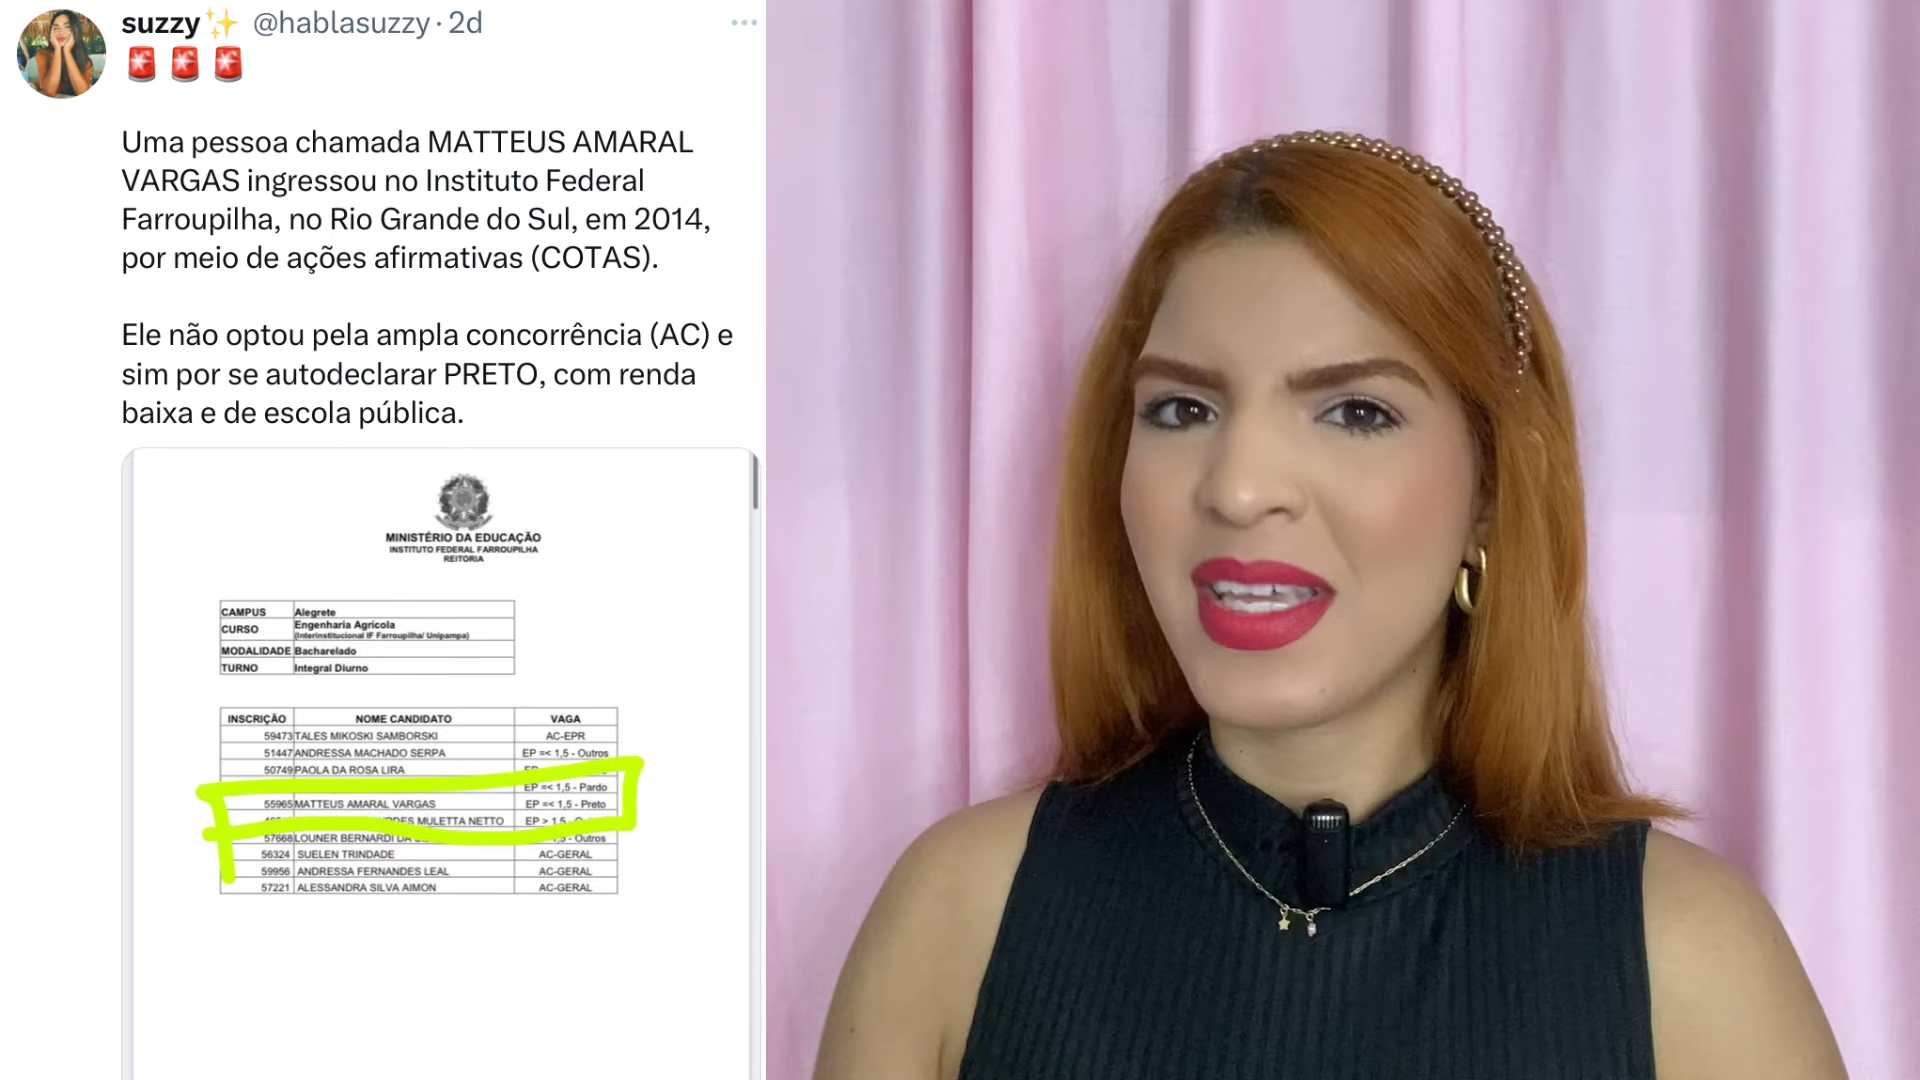 suzzy✨ @hablasuzzy · 2d
🚨 🚨 🚨
Uma pessoa chamada MATTEUS AMARAL
VARGAS ingressou no Instituto Federal
Farroupilha, no Rio Grande do Sul, em 2014,
por meio de ações afirmativas (COTAS).
Ele não optou pela ampla concorrência (AC) e
sim por se autodeclarar PRETO, com renda
baixa e de escola pública.
MINISTÉRIO DA EDUCAÇÃO
INSTITUTO FEDERAL FARROUPILHA
REITORIA
CAMPUS Alegrete
CURSO Engenharia Agrícola
(Interinstitucional IF Farroupilha/ Unipampa)
MODALIDADE Bacharelado
TURNO Integral Diurno
INSCRIÇÃO NOME CANDIDATO VAGA
59473 TALES MIKOSKI SAMBORSKI AC-EPR
51447 ANDRESSA MACHADO SERPA EP =< 1,5 - Outros
50749 PAOLA DA ROSA LIRA EP
EP =< 1,5 - Pardo
55965 MATTEUS AMARAL VARGAS EP =< 1,5 - Preto
MULETTA NETTO EP > 1,5
57668 LOUNER BERNARDI 1,5 - Outros
56324 SUELEN TRINDADE AC-GERAL
59956 ANDRESSA FERNANDES LEAL AC-GERAL
57221 ALESSANDRA SILVA AIMON AC-GERAL